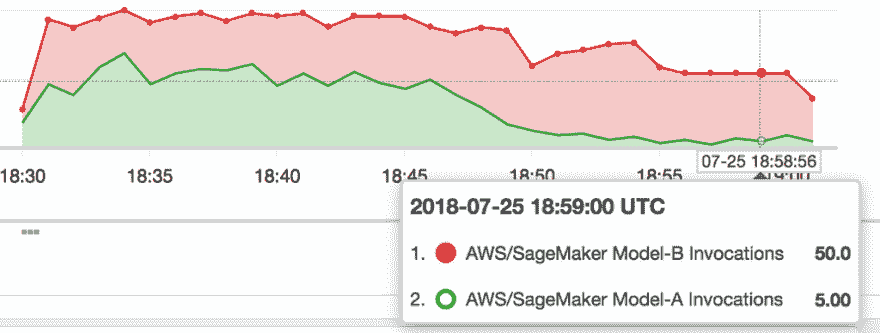 18:30 18:35 18:40 18:45 18:50 18:55 19:00
07-25 18:58:56
2018-07-25 18:59:00 UTC
1. AWS/SageMaker Model-B Invocations 50.0
2. AWS/SageMaker Model-A Invocations 5.00